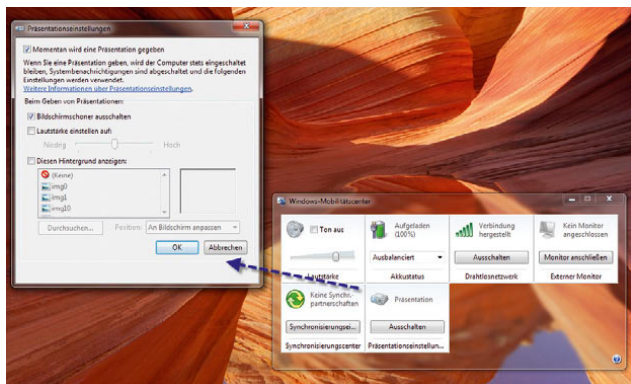 Präsentationseinstellungen
Momentan wird eine Präsentation gegeben
Wenn Sie eine Präsentation geben, wird der Computer stets eingeschaltet
bleiben, Systembenachrichtigungen sind abgeschaltet und die folgenden
Einstellungen werden verwendet.
Weitere Informationen über Präsentationseinstellungen.
Beim Geben von Präsentationen:
Bildschirmschoner ausschalten
Lautstärke einstellen auf:
Niedrig
Hoch
Diesen Hintergrund anzeigen:
(Keine)
img0
img1
img10
Durchsuchen...
Position:
An Bildschirm anpassen
OK
Abbrechen
Windows-Mobilitätscenter
Ton aus
Lautstärke
Aufgeladen
(100%)
Ausbalanciert
Akkustatus
Verbindung
hergestellt
Ausschalten
Drahtlosnetzwerk
Kein Monitor
angeschlossen
Monitor anschließen
Externer Monitor
Keine Synchr.-
partnerschaften
Synchronisierungsei...
Synchronisierungscenter
Präsentation
Ausschalten
Präsentationseinstellun...